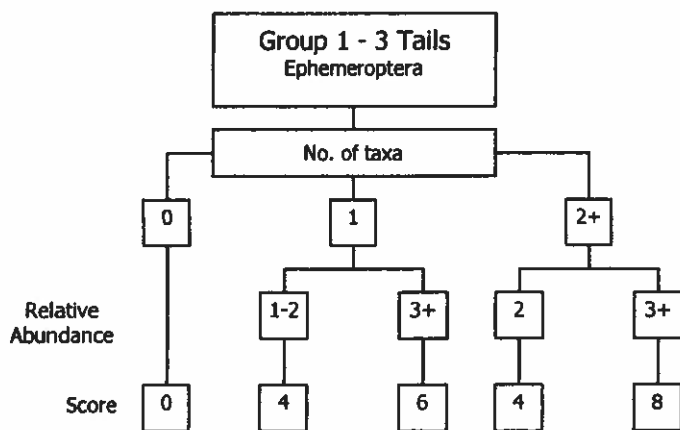 Group 1 - 3 Tails
Ephemeroptera
No. of taxa
0 1 2+
Relative
Abundance
1-2 3+ 2 3+
Score 0 4 6 4 8